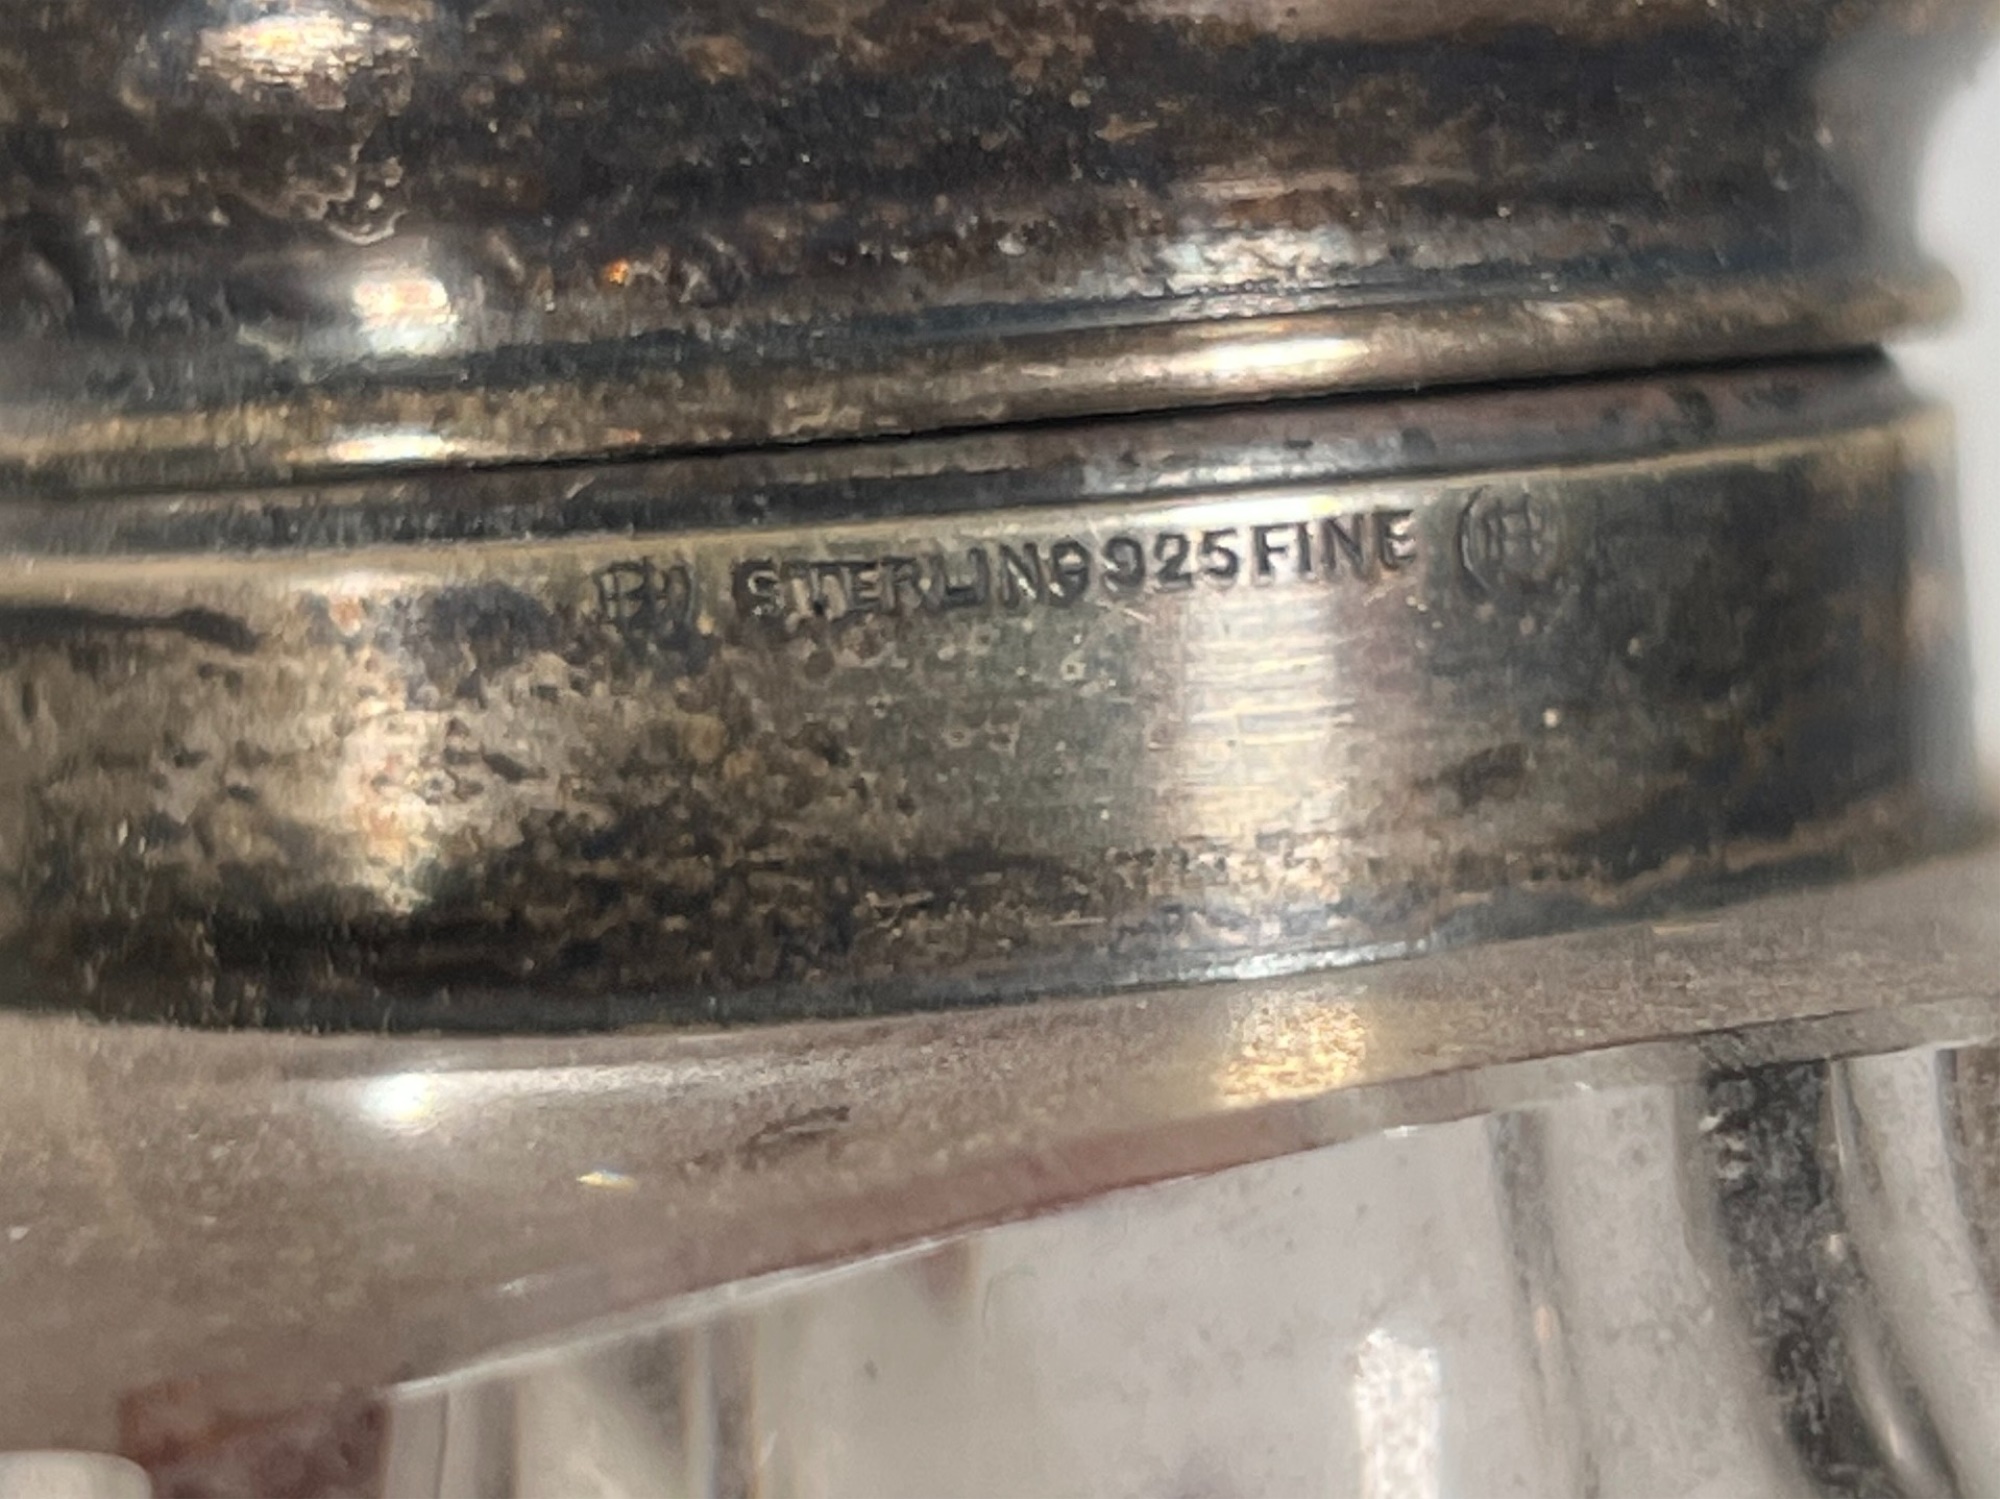 STERLING 925 FINE (H